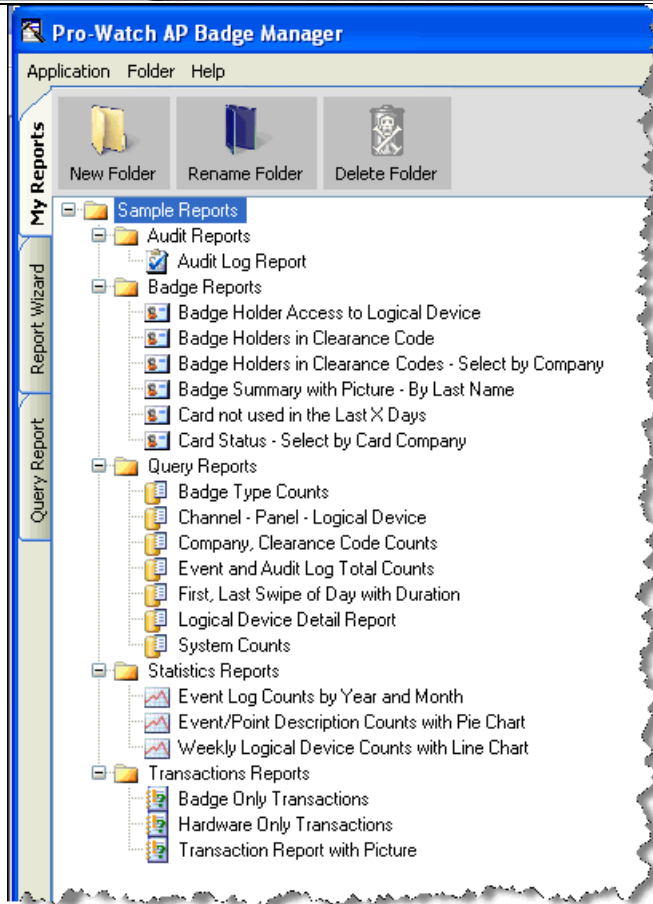 Pro-Watch AP Badge Manager
Application Folder Help
My Reports
Report Wizard
Query Report
New Folder Rename Folder Delete Folder
Sample Reports
Audit Reports
Audit Log Report
Badge Reports
Badge Holder Access to Logical Device
Badge Holders in Clearance Code
Badge Holders in Clearance Codes - Select by Company
Badge Summary with Picture - By Last Name
Card not used in the Last X Days
Card Status - Select by Card Company
Query Reports
Badge Type Counts
Channel - Panel - Logical Device
Company, Clearance Code Counts
Event and Audit Log Total Counts
First, Last Swipe of Day with Duration
Logical Device Detail Report
System Counts
Statistics Reports
Event Log Counts by Year and Month
Event/Point Description Counts with Pie Chart
Weekly Logical Device Counts with Line Chart
Transactions Reports
Badge Only Transactions
Hardware Only Transactions
Transaction Report with Picture